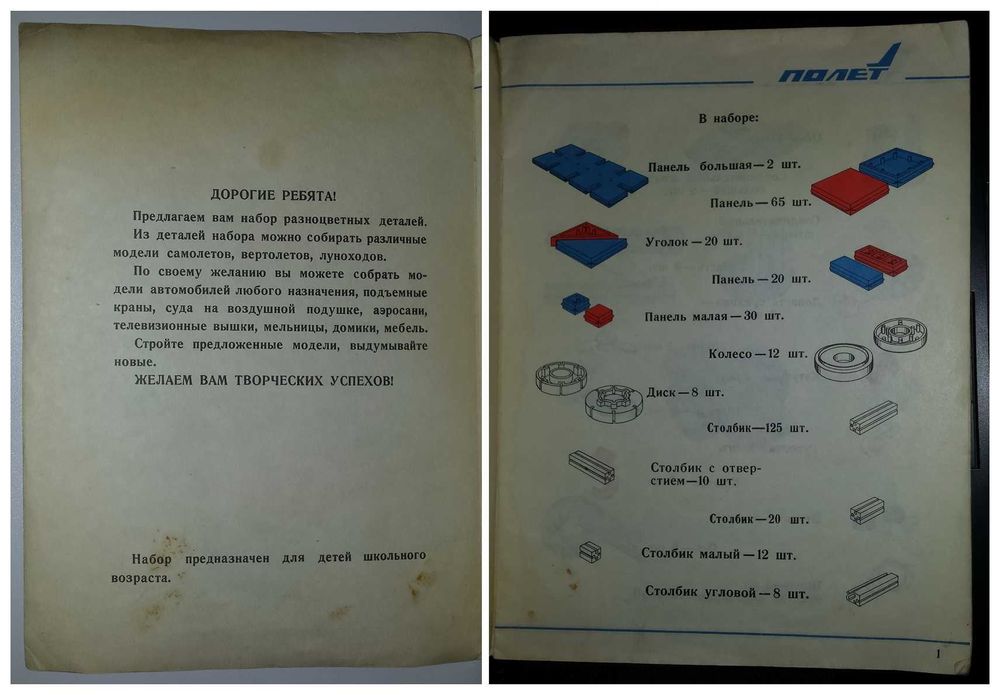 ДОРОГИЕ РЕБЯТА!
Предлагаем вам набор разноцветных деталей.
Из деталей набора можно собирать различные
модели самолетов, вертолетов, луноходов.
По своему желанию вы можете собрать мо-
дели автомобилей любого назначения, подъемные
краны, суда на воздушной подушке, аэросани,
телевизионные вышки, мельницы, домики, мебель.
Стройте предложенные модели, выдумывайте
новые.
ЖЕЛАЕМ ВАМ ТВОРЧЕСКИХ УСПЕХОВ!
Набор предназначен для детей школьного
возраста.
ПОЛЕТ
В наборе:
Панель большая—2 шт.
Панель—65 шт.
Уголок—20 шт.
Панель—20 шт.
Панель малая—30 шт.
Колесо—12 шт.
Диск—8 шт.
Столбик—125 шт.
Столбик с отвер-
стием—10 шт.
Столбик—20 шт.
Столбик малый—12 шт.
Столбик угловой—8 шт.
1